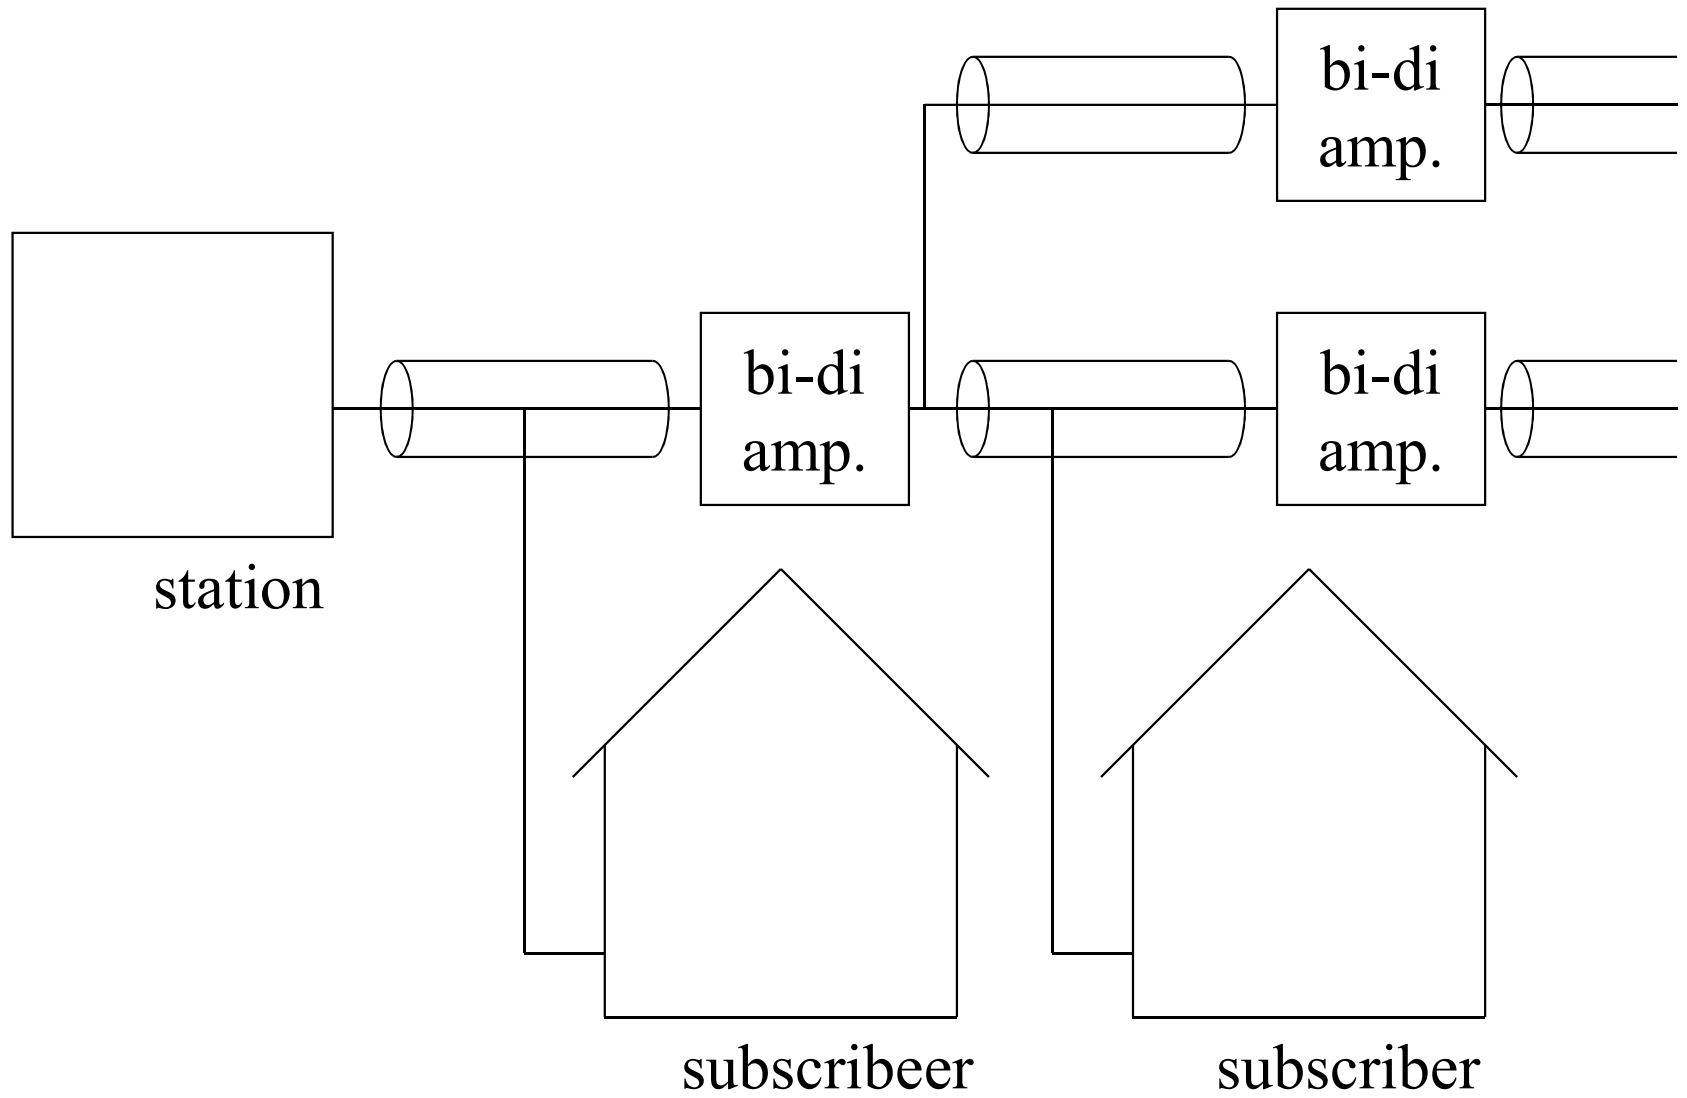 bi-di
amp.
bi-di
amp.
bi-di
amp.
station
subscribeer
subscriber